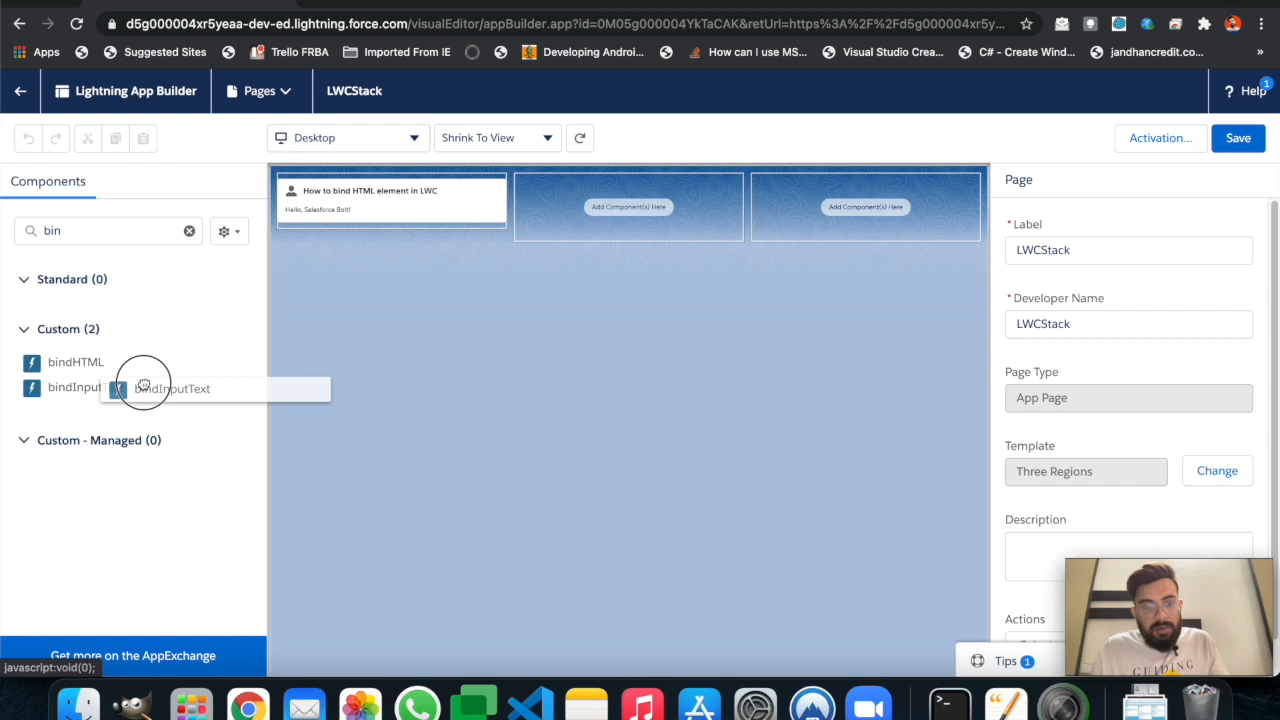 d5g000004xr5yeaa-dev-ed.lightning.force.com/visualEditor/appBuilder.app?id=0M05g000004YkTaCAK&retUrl=https%3A%2F%2Fd5g000004xr5y...
Apps
Suggested Sites
Trello FRBA
Imported From IE
Developing Androi...
How can I use MS...
Visual Studio Crea...
C# - Create Wind...
jandhancredit.co...
»
Lightning App Builder
Pages
LWCStack
? Help
1
Desktop
Shrink To View
Activation...
Save
Components
bin
Standard (0)
Custom (2)
bindHTML
bindInputText
Custom - Managed (0)
Get more on the AppExchange
javascript:void(0);
How to bind HTML element in LWC
Hello, Salesforce Bolt!
Add Component(s) Here
Add Component(s) Here
Page
* Label
LWCStack
* Developer Name
LWCStack
Page Type
App Page
Template
Three Regions
Change
Description
Actions
Tips 1
GUIDING